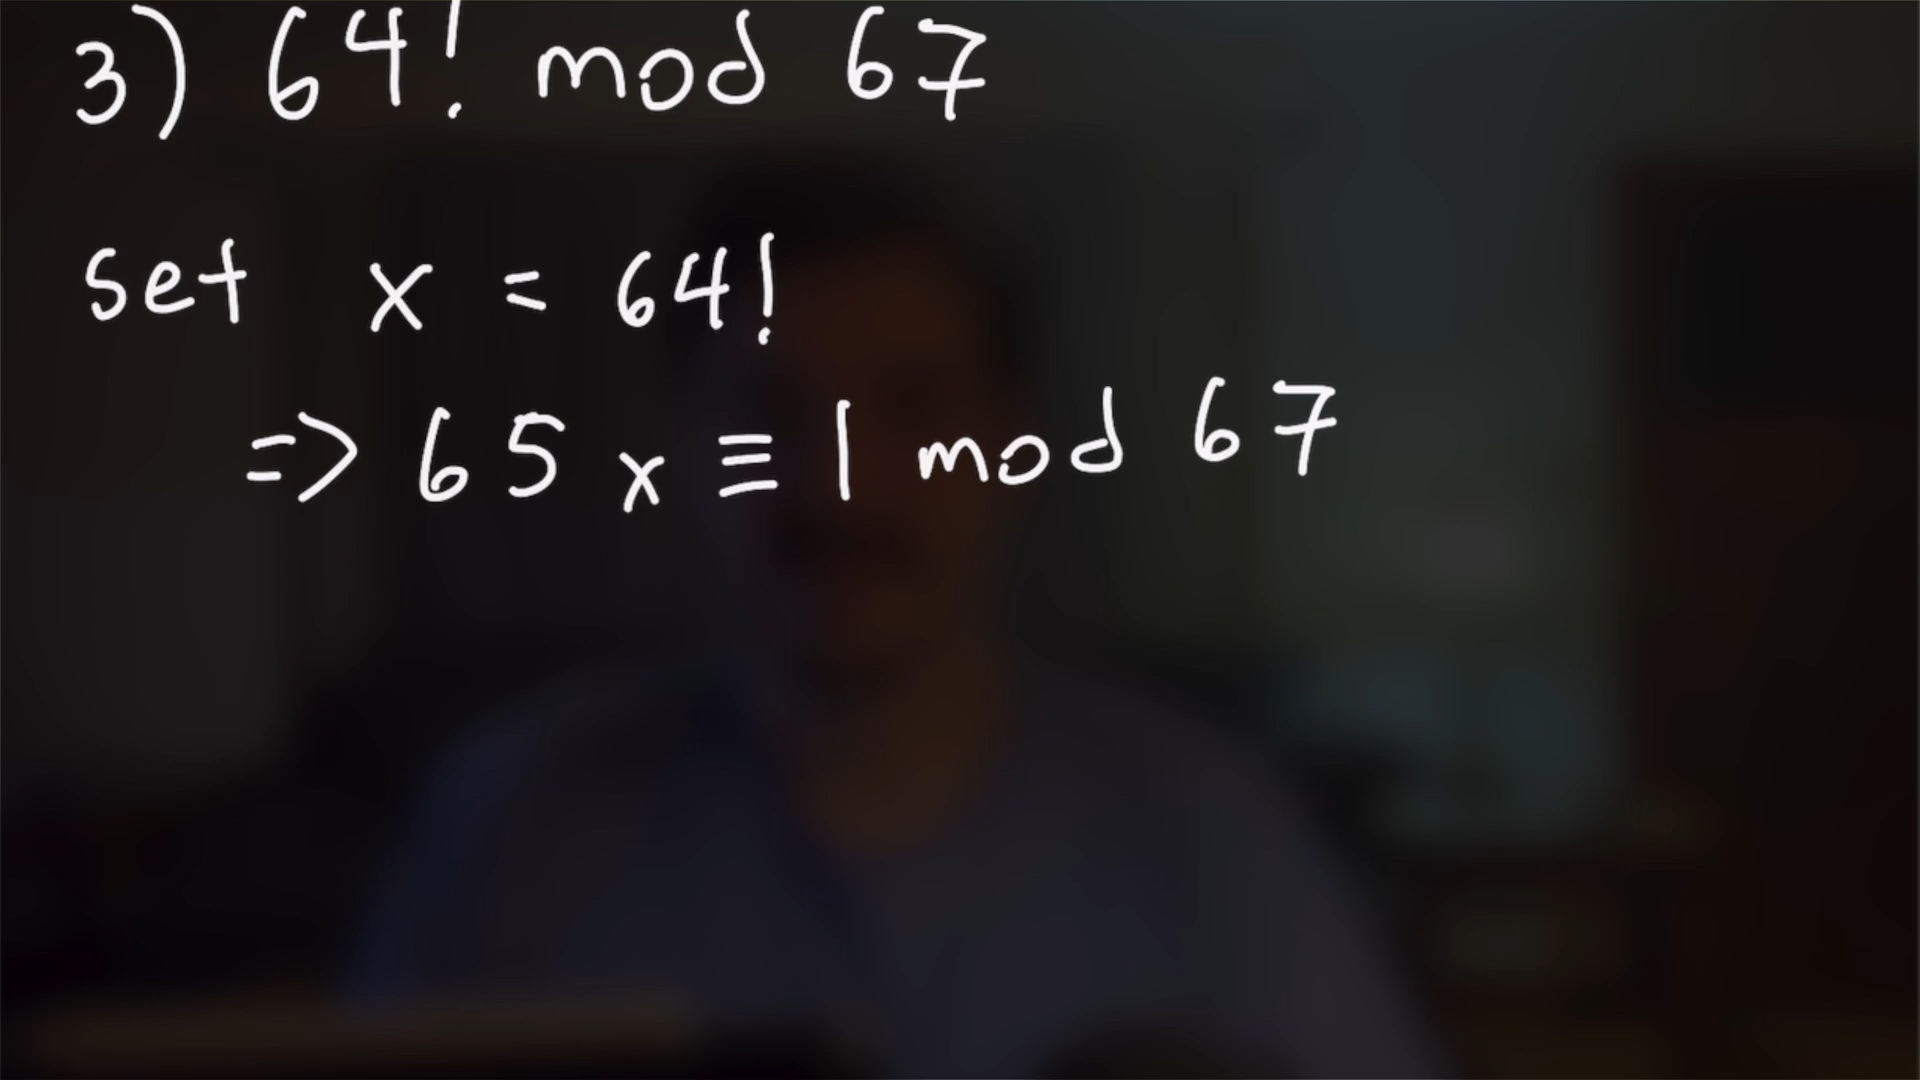 3) 64! mod 67
set x = 64!
=> 65 x ≡ 1 mod 67